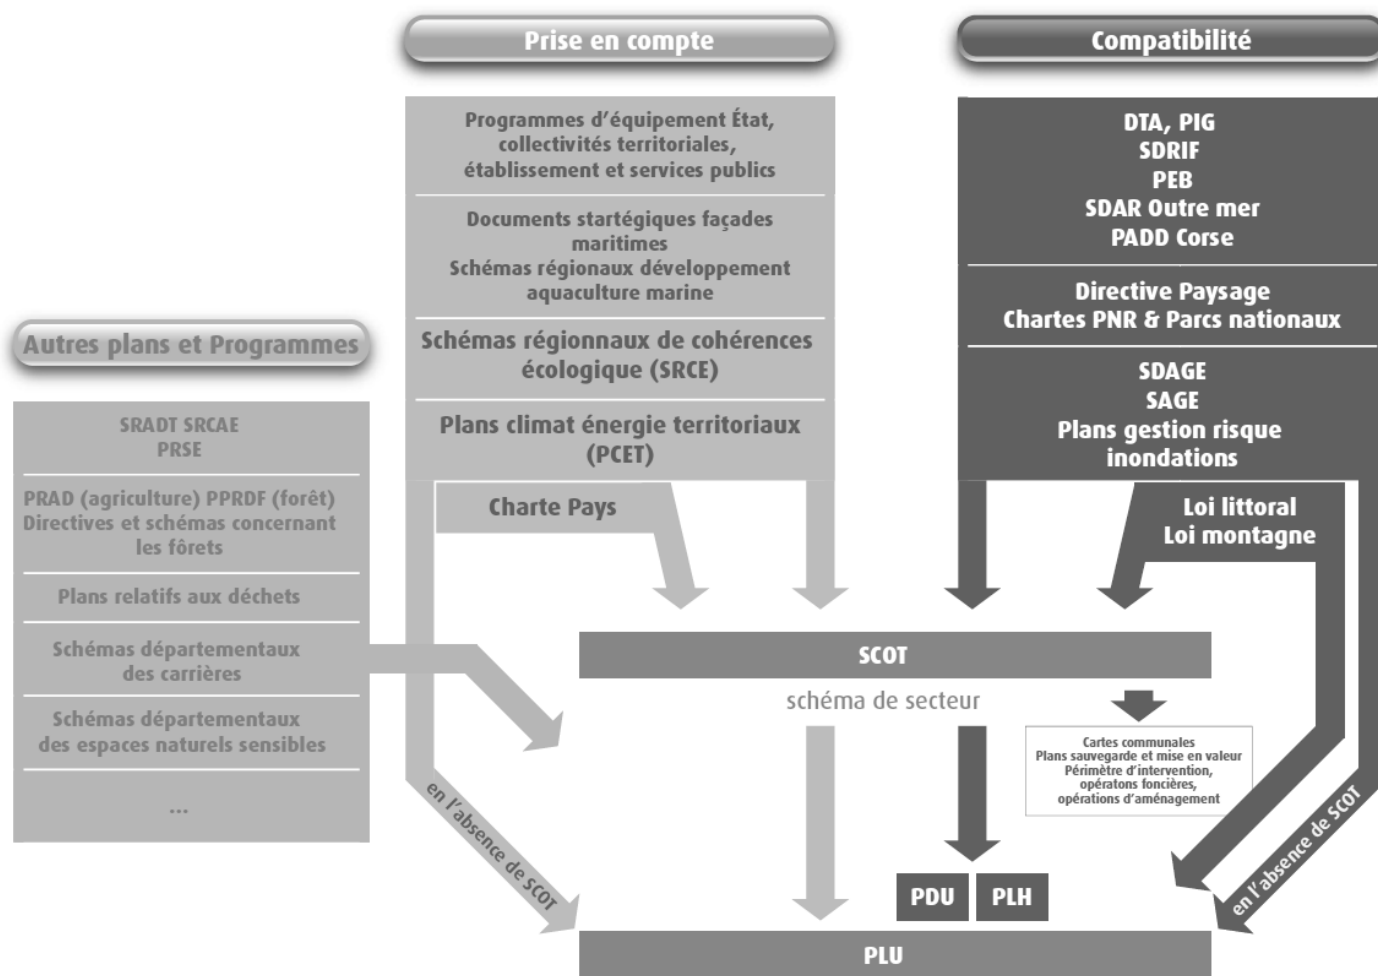 Prise en compte
Programmes d'équipement État,
collectivités territoriales,
établissement et services publics
Documents startégiques façades
maritimes
Schémas régionaux développement
aquaculture marine
Schémas régionnaux de cohérences
écologique (SRCE)
Plans climat énergie territoriaux
(PCET)
Charte Pays
Compatibilité
DTA, PIG
SDRIF
PEB
SDAR Outre mer
PADD Corse
Directive Paysage
Chartes PNR & Parcs nationaux
SDAGE
SAGE
Plans gestion risque
inondations
Loi littoral
Loi montagne
Autres plans et Programmes
SRADT SRCAE
PRSE
PRAD (agriculture) PPRDF (forêt)
Directives et schémas concernant
les fôrets
Plans relatifs aux déchets
Schémas départementaux
des carrières
Schémas départementaux
des espaces naturels sensibles
...
SCOT
schéma de secteur
Cartes communales
Plans sauvegarde et mise en valeur
Périmètre d'intervention,
opératons foncières,
opérations d'aménagement
en l'absence de SCOT
en l'absence de SCOT
PDU
PLH
PLU